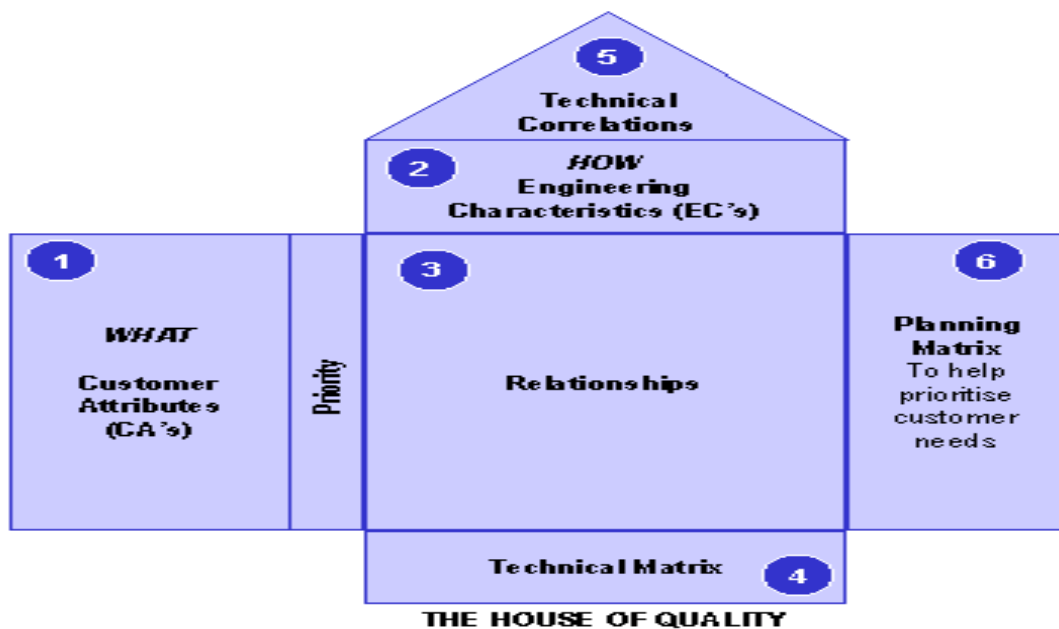 5
Technical
Correlations
2
HOW
Engineering
Characteristics (EC's)
1
WHAT
Customer
Attributes
(CA's)
Priority
3
Relationships
6
Planning
Matrix
To help
prioritise
customer
needs
Technical Matrix
4
THE HOUSE OF QUALITY